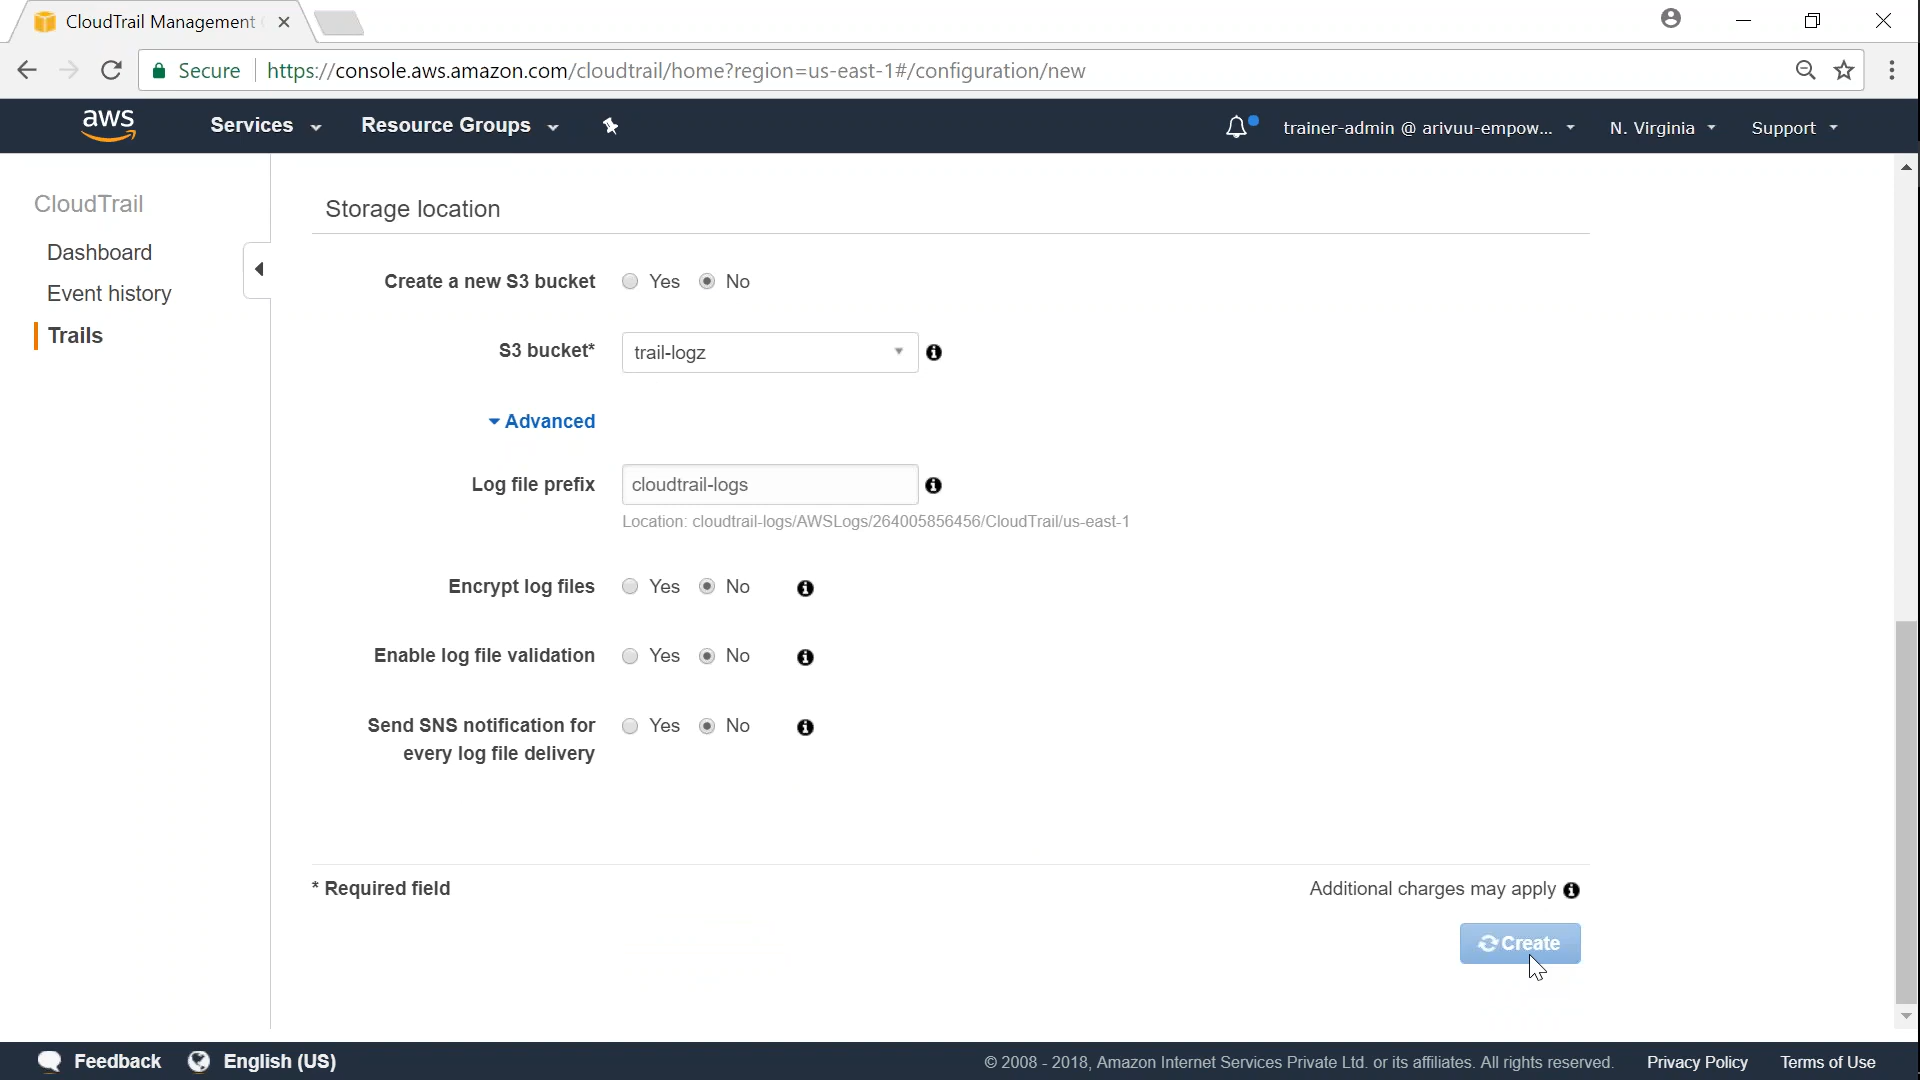 CloudTrail Management
Secure https://console.aws.amazon.com/cloudtrail/home?region=us-east-1#/configuration/new
aws Services Resource Groups trainer-admin @ arivuu-empow... N. Virginia Support
CloudTrail
Dashboard
Event history
Trails
Storage location
Create a new S3 bucket Yes No
S3 bucket* trail-logz
Advanced
Log file prefix cloudtrail-logs
Location: cloudtrail-logs/AWSLogs/264005856456/CloudTrail/us-east-1
Encrypt log files Yes No
Enable log file validation Yes No
Send SNS notification for Yes No
every log file delivery
* Required field Additional charges may apply
Create
Feedback English (US) © 2008 - 2018, Amazon Internet Services Private Ltd. or its affiliates. All rights reserved. Privacy Policy Terms of Use